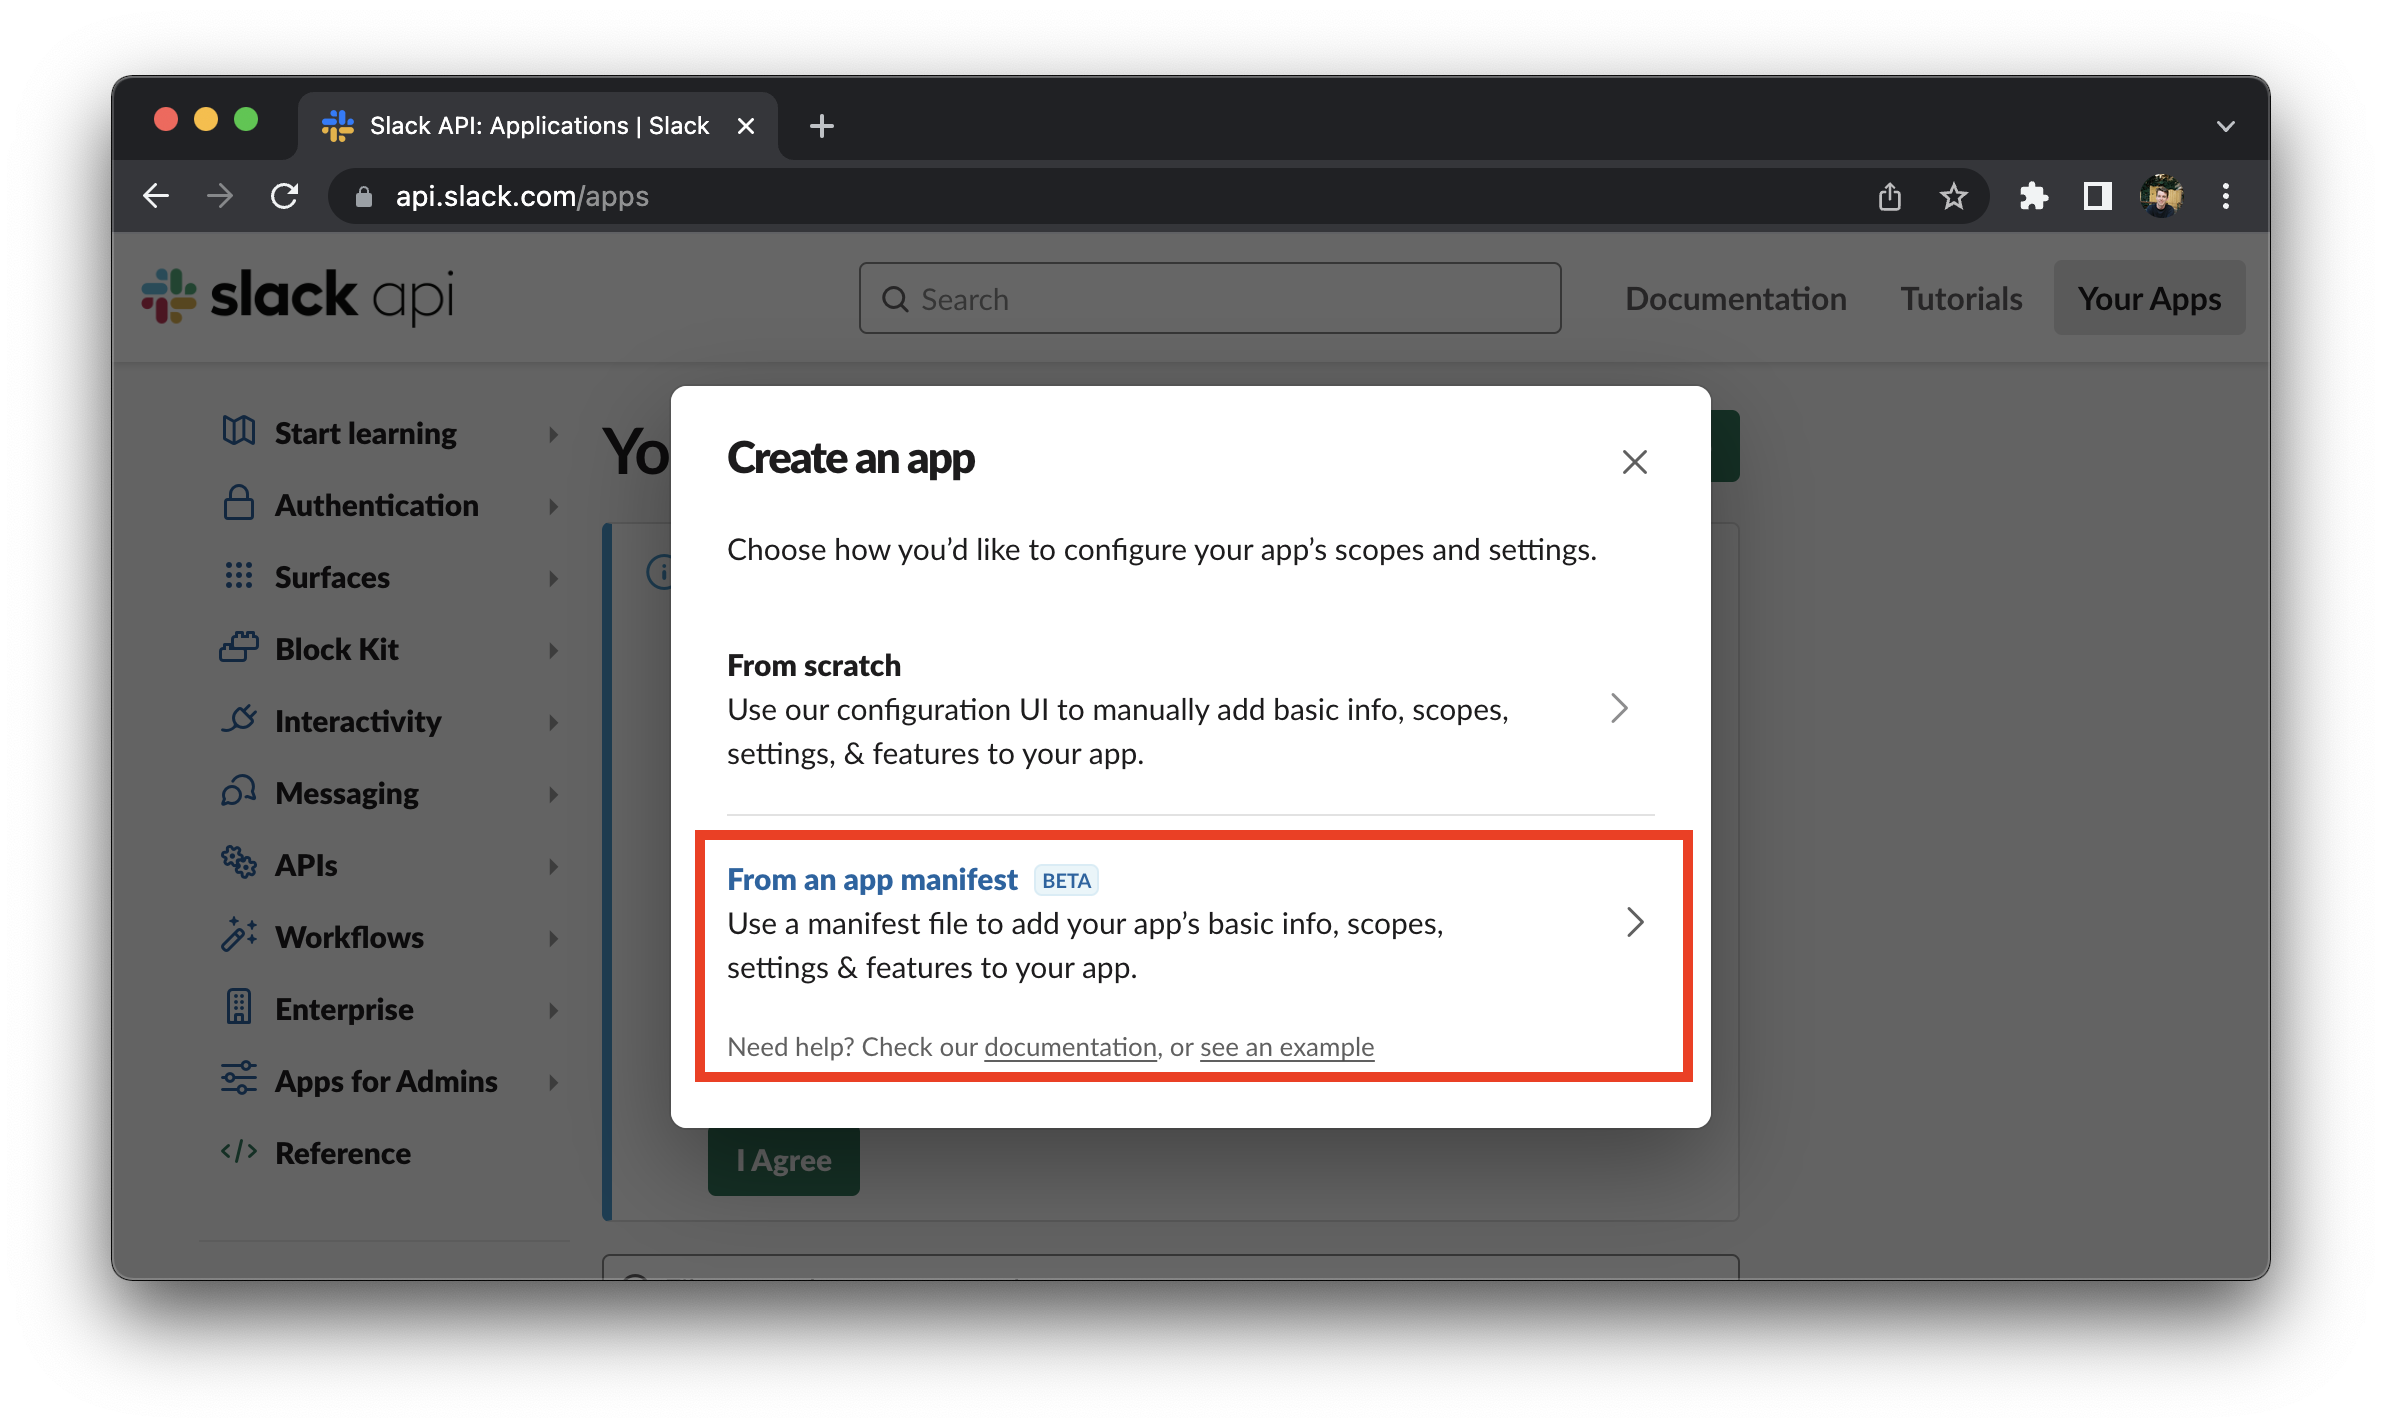 Slack API: Applications | Slack
api.slack.com/apps
slack api
Search
Documentation
Tutorials
Your Apps
Start learning
Authentication
Surfaces
Block Kit
Interactivity
Messaging
APIs
Workflows
Enterprise
Apps for Admins
Reference
Yo
Create an app
Choose how you’d like to configure your app’s scopes and settings.
From scratch
Use our configuration UI to manually add basic info, scopes,
settings, & features to your app.
From an app manifest BETA
Use a manifest file to add your app’s basic info, scopes,
settings & features to your app.
Need help? Check our documentation, or see an example
I Agree